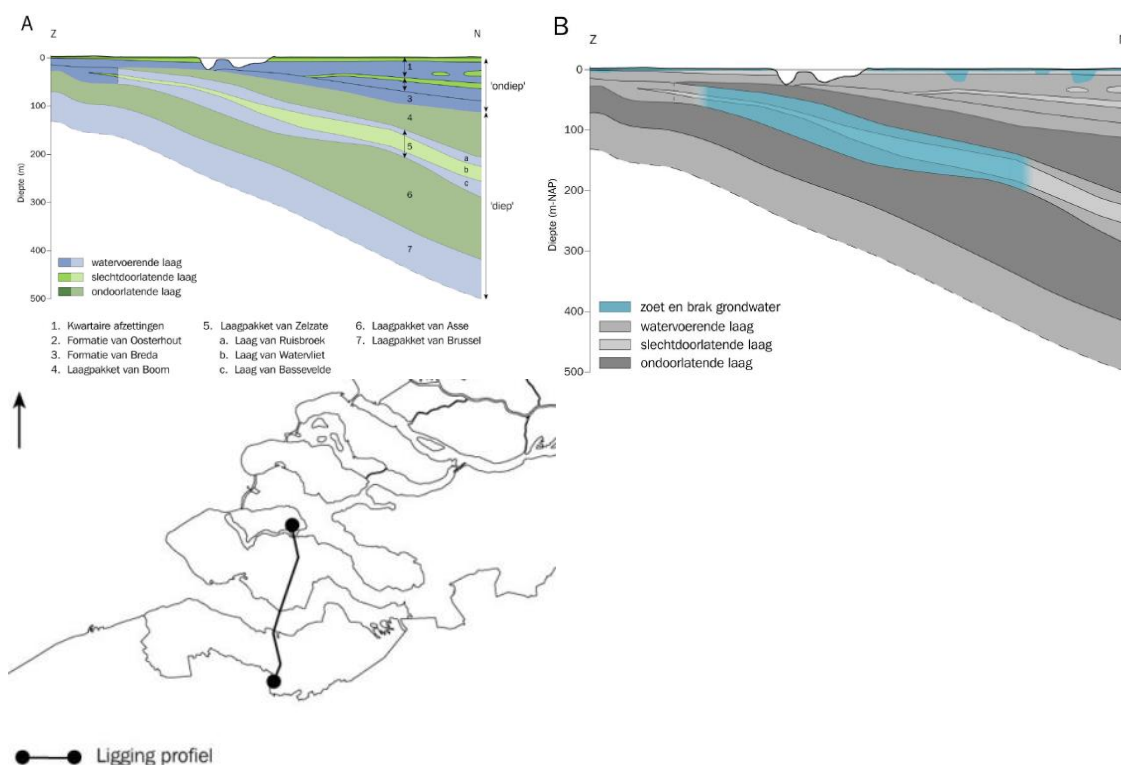 A
Z
N
0
100
200
300
400
500
Diepte (m)
1
3
4
5
a
b
c
6
7
'ondiep'
'diep'
watervoerende laag
slechtdoorlatende laag
ondoorlatende laag
1. Kwartaire afzettingen
2. Formatie van Oosterhout
3. Formatie van Breda
4. Laagpakket van Boom
5. Laagpakket van Zelzate
a. Laag van Ruisbroek
b. Laag van Watervliet
c. Laag van Bassevelde
6. Laagpakket van Asse
7. Laagpakket van Brussel
B
Z
N
0
100
200
300
400
500
Diepte (m-NAP)
zoet en brak grondwater
watervoerende laag
slechtdoorlatende laag
ondoorlatende laag
Ligging profiel